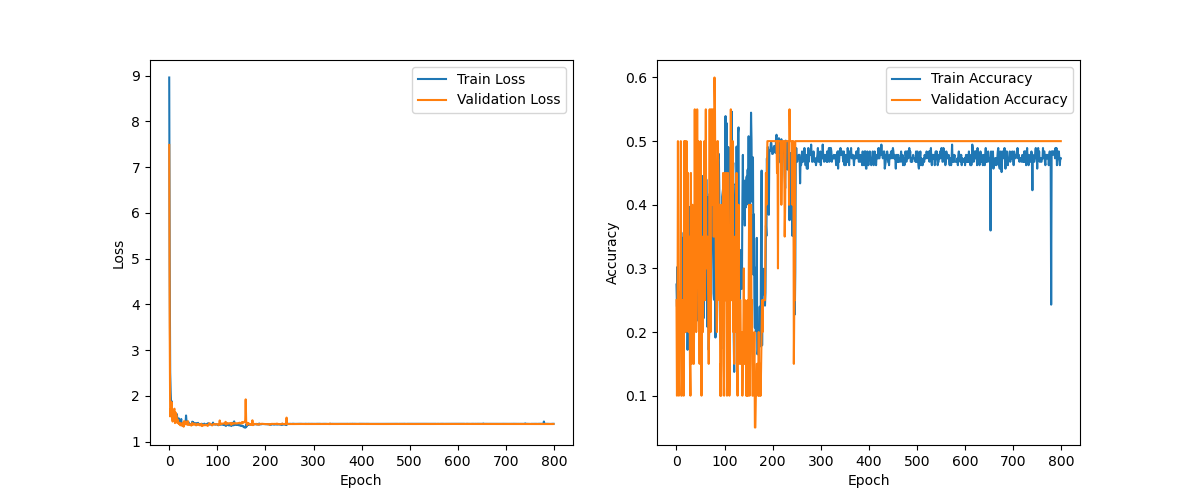 Train Loss
Validation Loss
9
8
7
6
5
4
3
2
1
0 100 200 300 400 500 600 700 800
Epoch
Loss
Train Accuracy
Validation Accuracy
0.6
0.5
0.4
0.3
0.2
0.1
0 100 200 300 400 500 600 700 800
Epoch
Accuracy